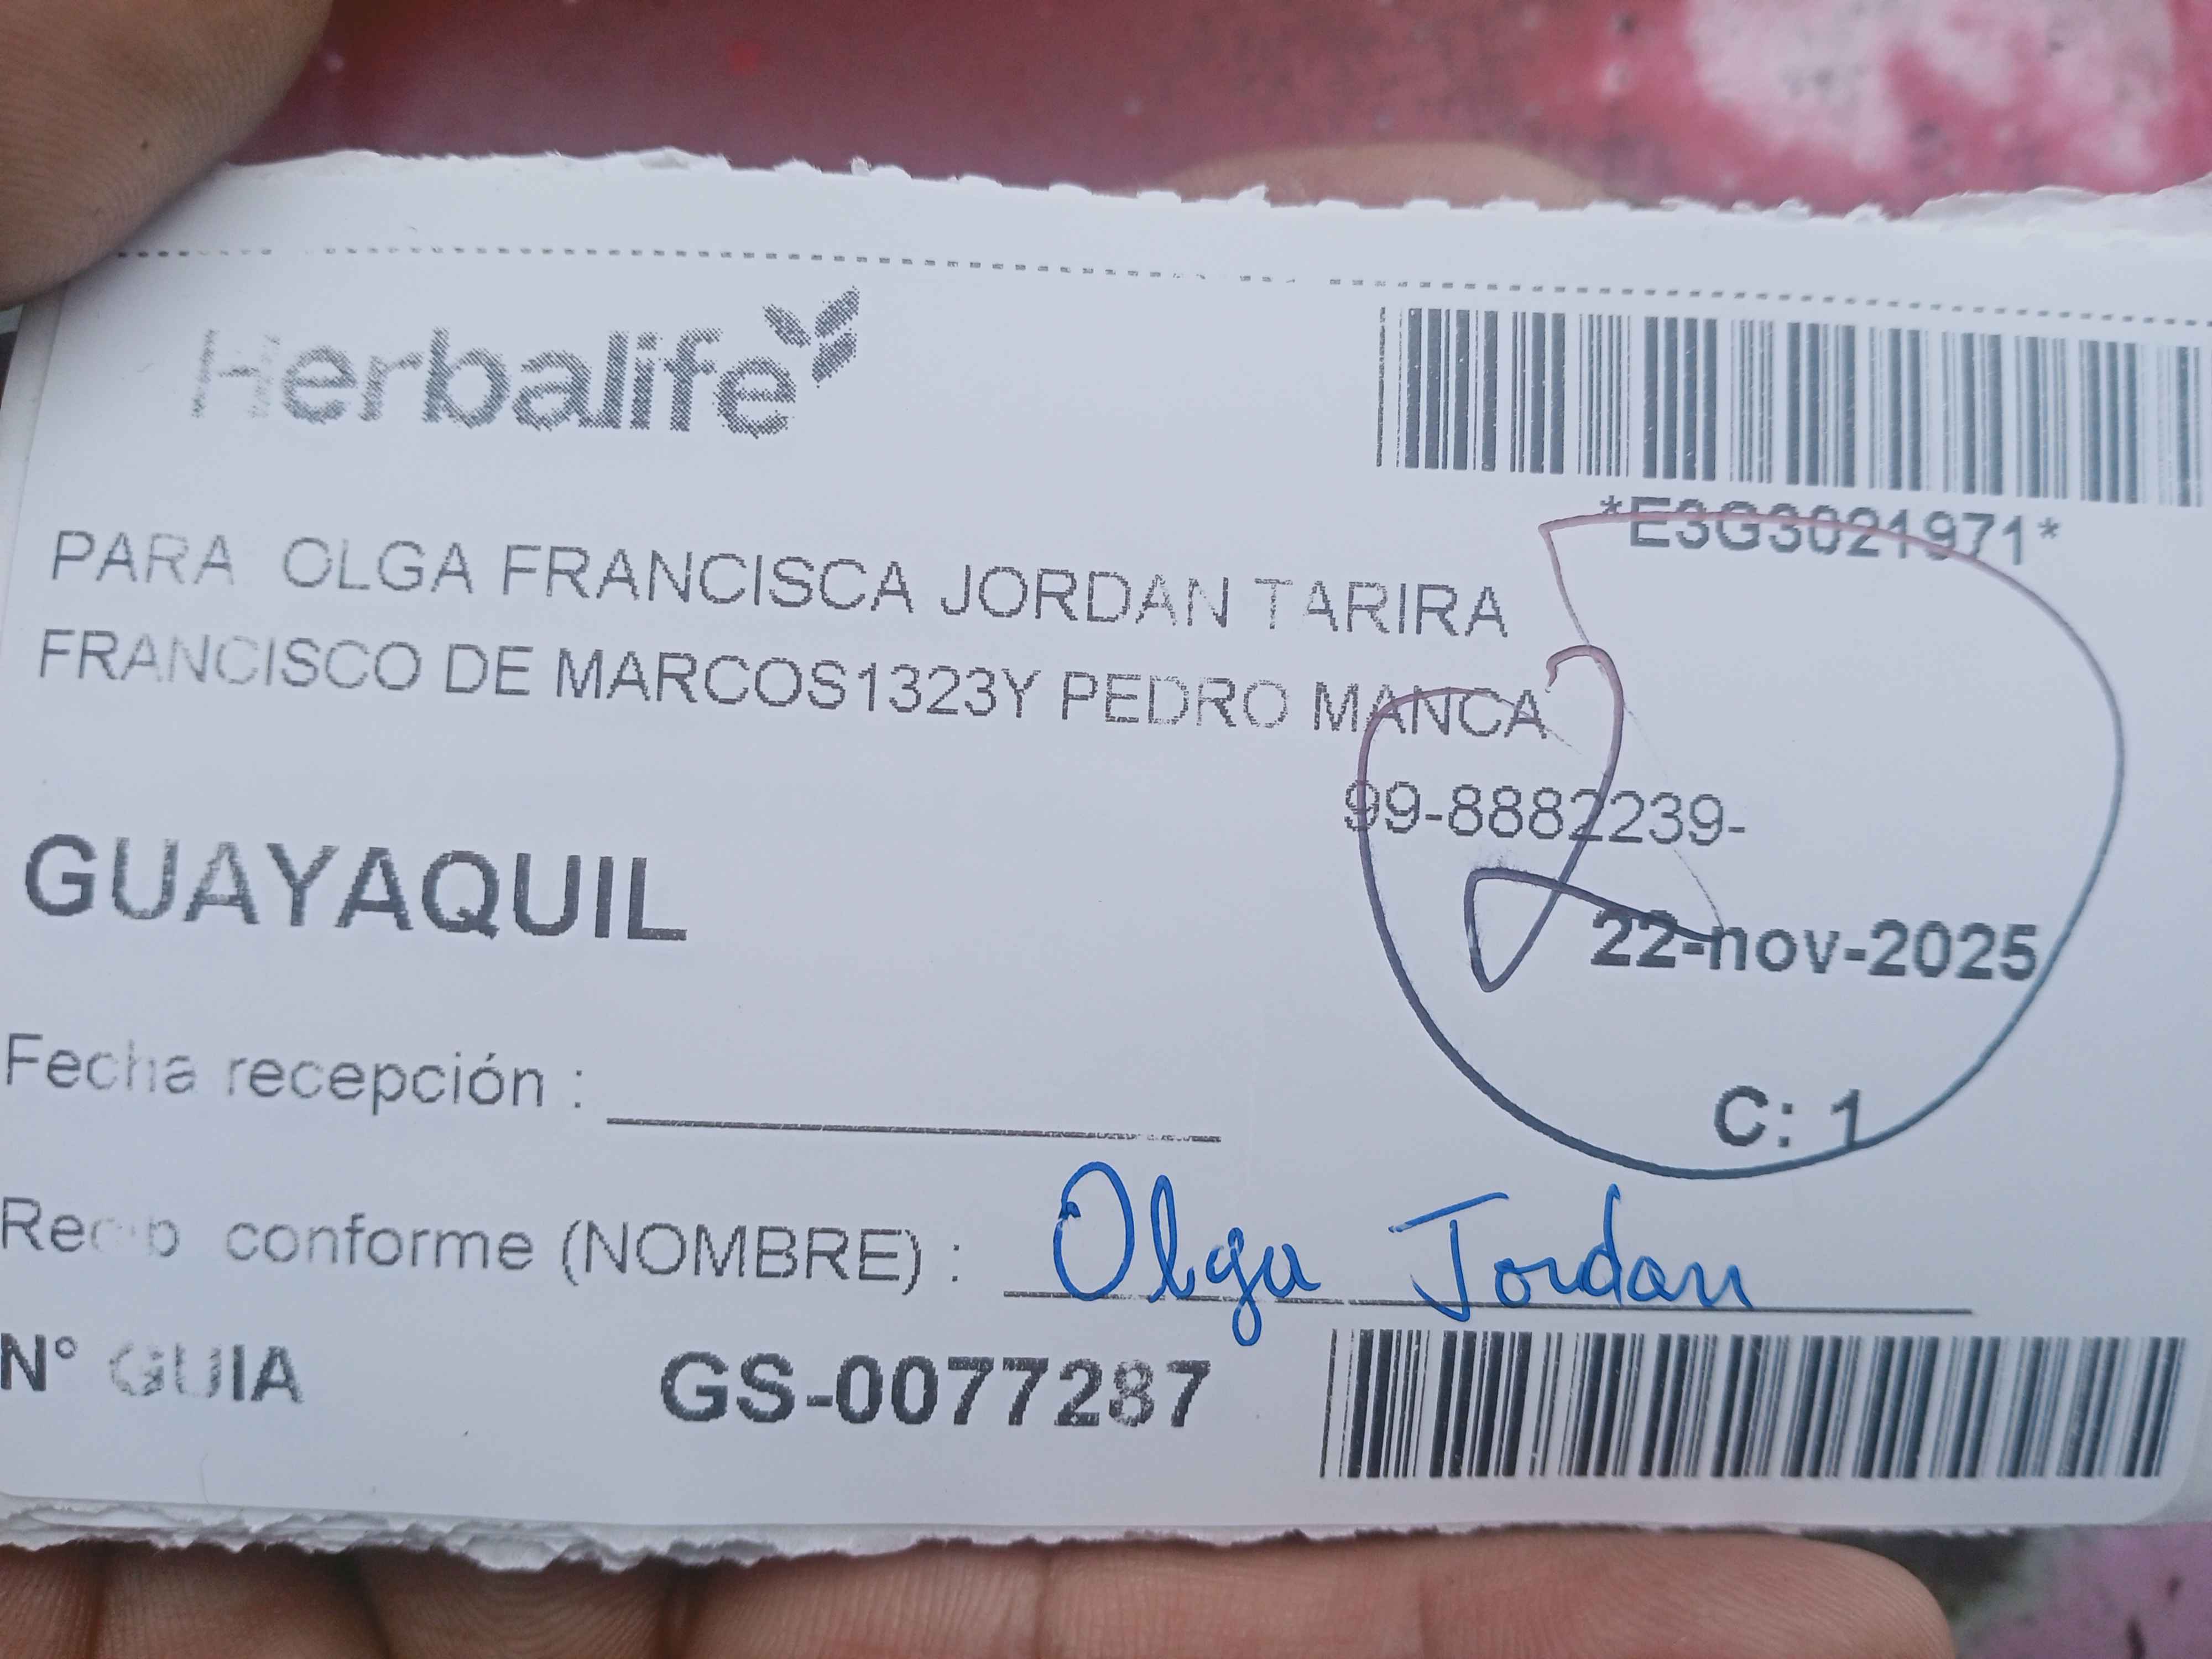 Herbalife
*E3G3021971*
PARA OLGA FRANCISCA JORDAN TARIRA
FRANCISCO DE MARCOS1323Y PEDRO MANCA
99-8882239-
GUAYAQUIL
22-nov-2025
Fecha recepción :
C: 1
conforme (NOMBRE) : Olga Jordan
N° GUIA GS-0077287